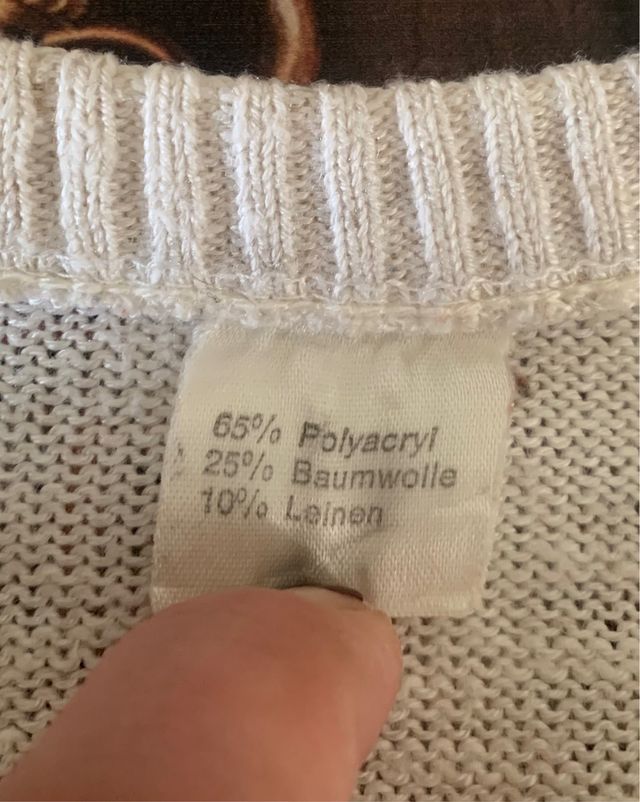 65% Polyacryl
25% Baumwolle
10% Leinen